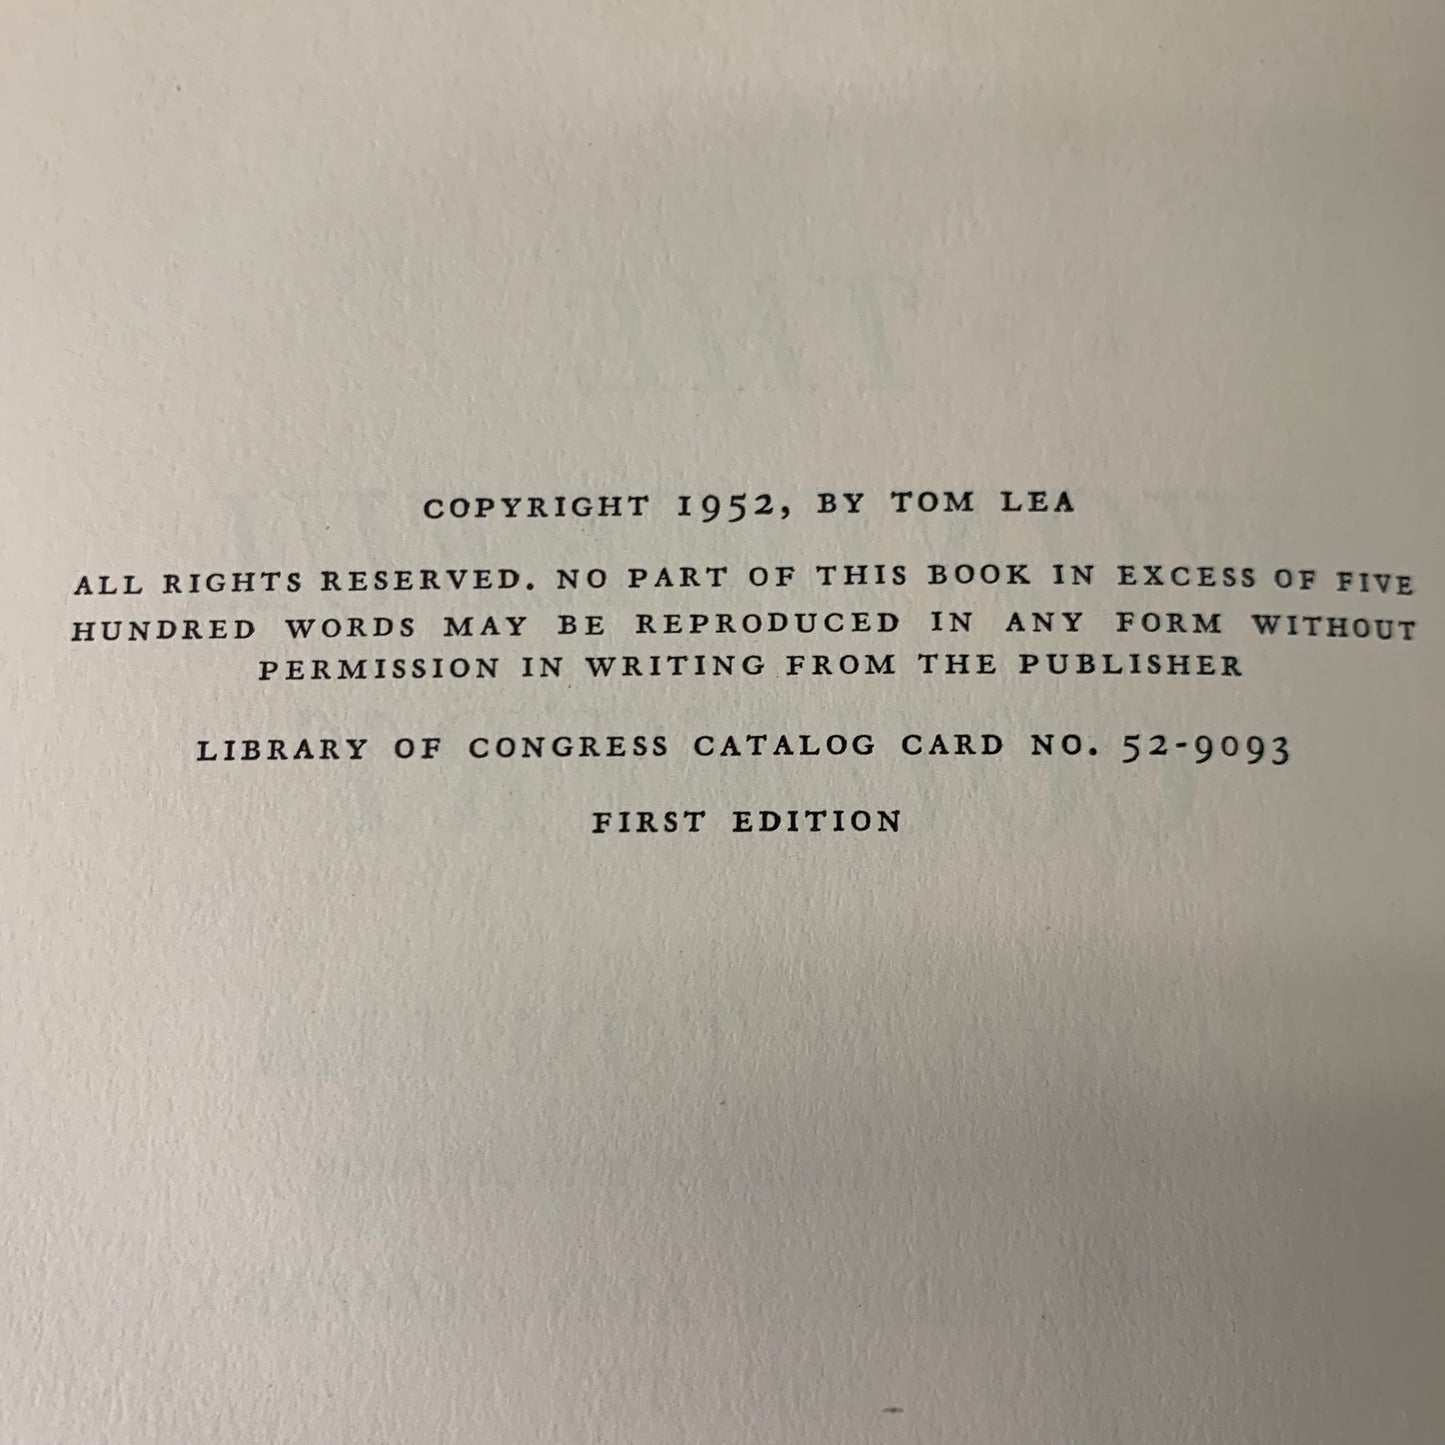 COPYRIGHT 1952, BY TOM LEA
ALL RIGHTS RESERVED. NO PART OF THIS BOOK IN EXCESS OF FIVE
HUNDRED WORDS MAY BE REPRODUCED IN ANY FORM WITHOUT
PERMISSION IN WRITING FROM THE PUBLISHER
LIBRARY OF CONGRESS CATALOG CARD NO. 52-9093
FIRST EDITION